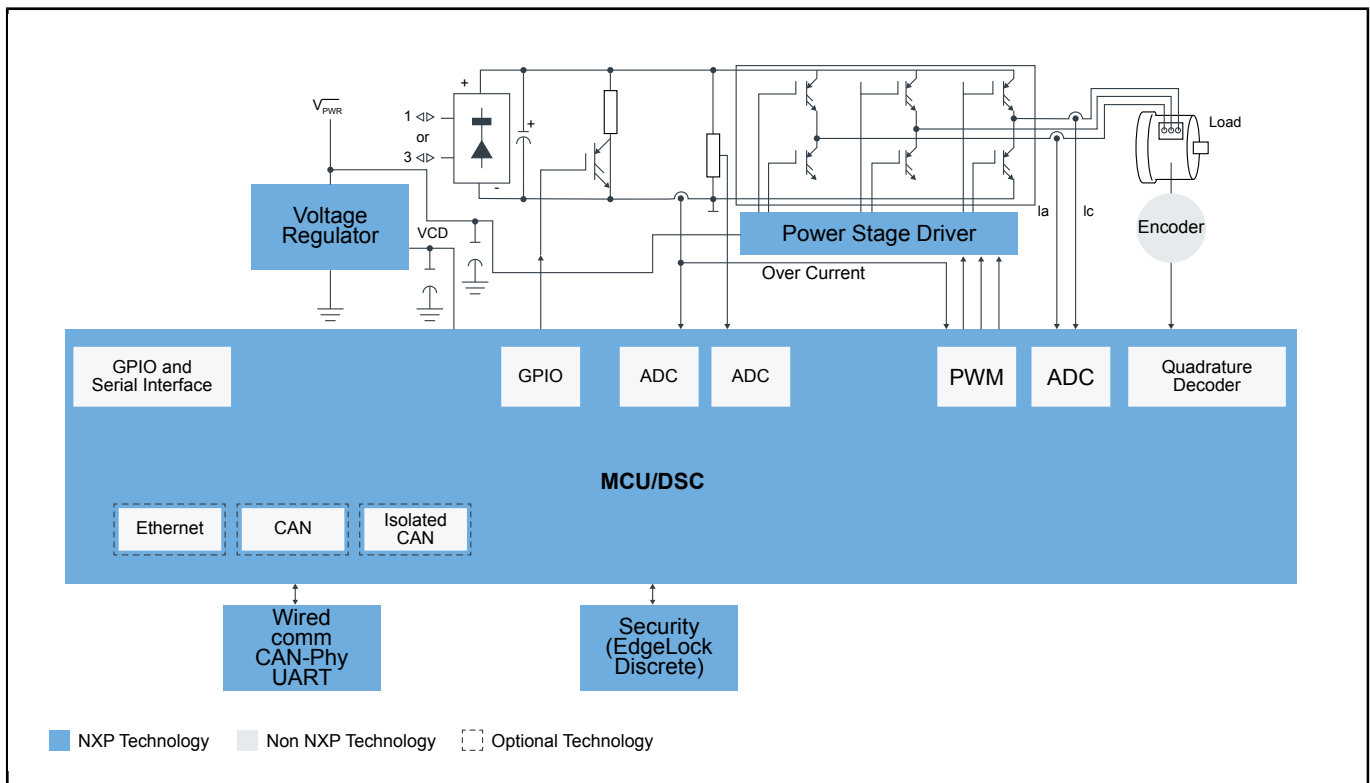 +
V
PWR
1
or
3
+
-
Voltage
Regulator
VCD
Power Stage Driver
Over Current
Ia
Ic
Load
Encoder
GPIO and
Serial Interface
GPIO
ADC
ADC
PWM
ADC
Quadrature
Decoder
MCU/DSC
Ethernet
CAN
Isolated
CAN
Wired
comm
CAN-Phy
UART
Security
(EdgeLock
Discrete)
NXP Technology
Non NXP Technology
Optional Technology